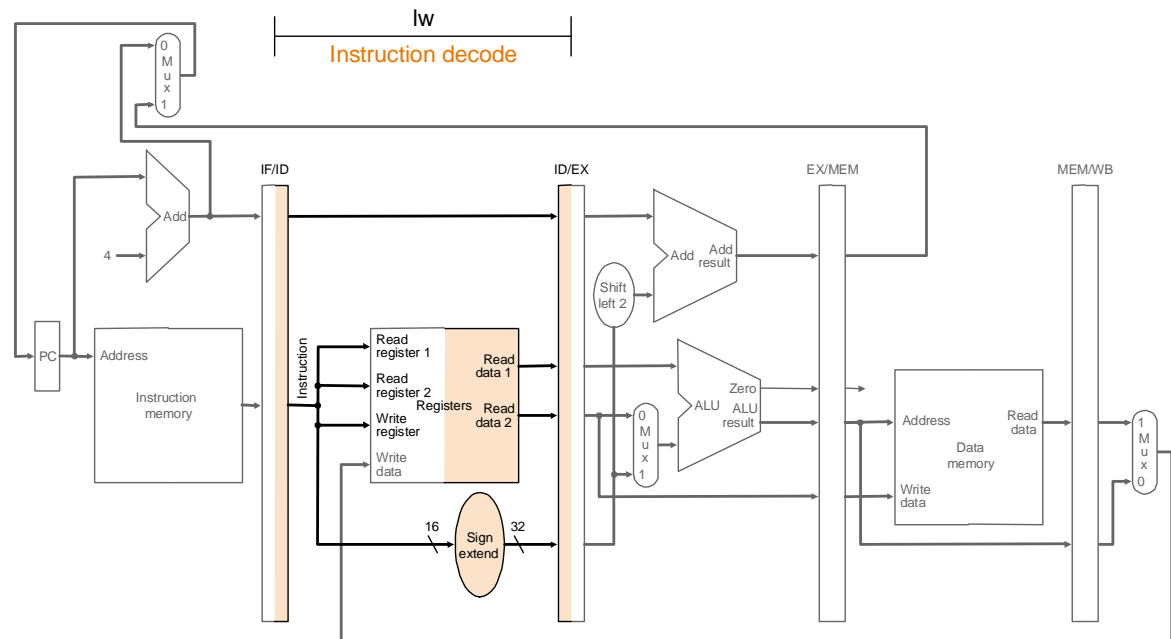 lw
Instruction decode
0
M
u
x
1
IF/ID
ID/EX
EX/MEM
MEM/WB
Add
4
Add
Add
result
Shift
left 2
PC
Address
Instruction
memory
Instruction
Read
register 1
Read
register 2
Write
register
Write
data
Registers
Read
data 1
Read
data 2
16
Sign
extend
32
0
M
u
x
1
ALU
Zero
ALU
result
Address
Write
data
Data
memory
Read
data
1
M
u
x
0